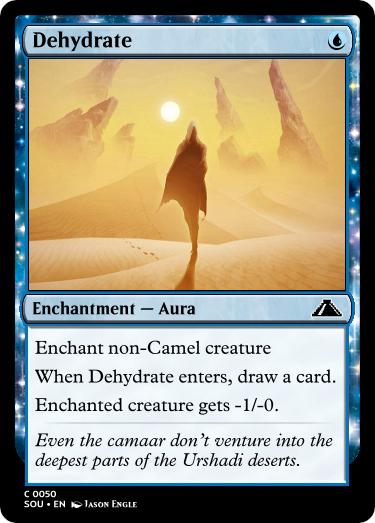 Dehydrate
Enchantment — Aura
Enchant non-Camel creature
When Dehydrate enters, draw a card.
Enchanted creature gets -1/-0.
Even the camaar don't venture into the
deepest parts of the Urshadi deserts.
C 0050
SOU • EN Jason Engle